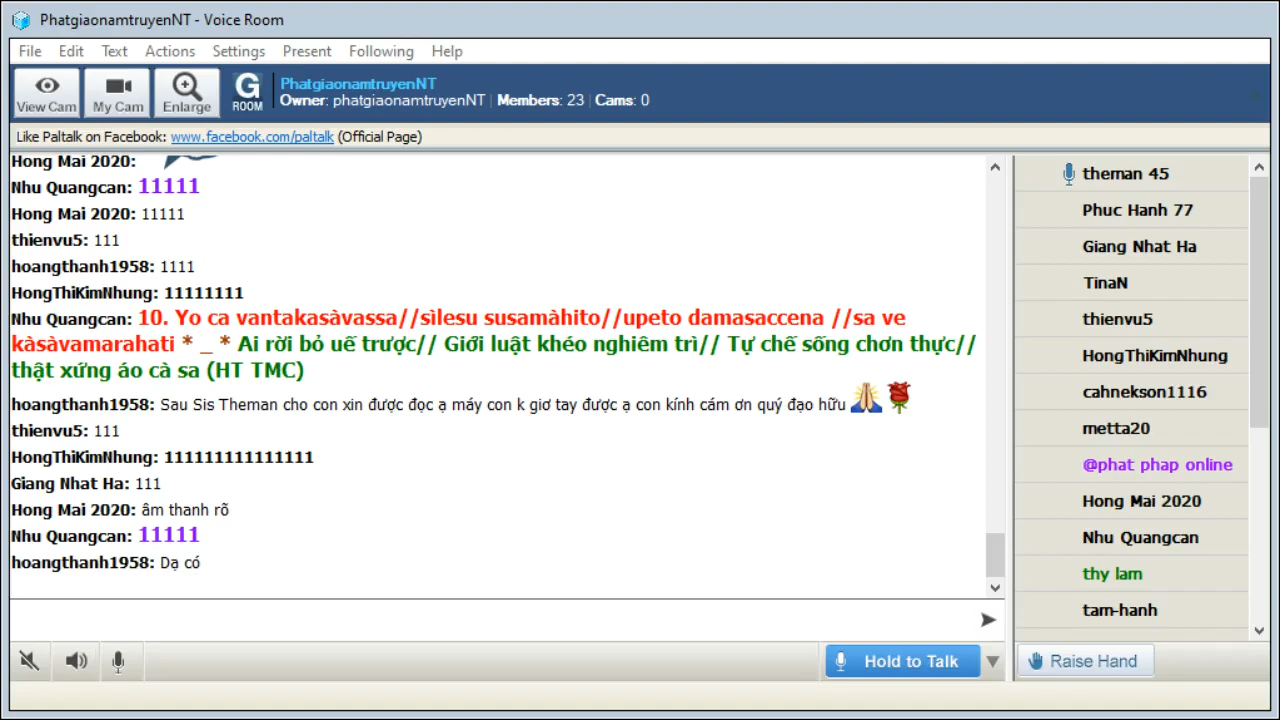 PhatgiaonamtruyenNT - Voice Room
File Edit Text Actions Settings Present Following Help
View Cam My Cam Enlarge G ROOM
PhatgiaonamtruyenNT
Owner: phatgiaonamtruyenNT | Members: 23 | Cams: 0
Like Paltalk on Facebook: www.facebook.com/paltalk (Official Page)
Hong Mai 2020:
Nhu Quangcan: 11111
Hong Mai 2020: 11111
thienvu5: 111
hoangthanh1958: 1111
HongThiKimNhung: 11111111
Nhu Quangcan: 10. Yo ca vantakasàvassa//sìlesu susamàhito//upeto damasaccena //sa ve
kàsàvamarahati * _ * Ai rời bỏ uế trược// Giới luật khéo nghiêm trì// Tự chế sống chơn thực//
thật xứng áo cà sa (HT TMC)
hoangthanh1958: Sau Sis Theman cho con xin được đọc ạ máy con k giơ tay được ạ con kính cám ơn quý đạo hữu
thienvu5: 111
HongThiKimNhung: 111111111111111
Giang Nhat Ha: 111
Hong Mai 2020: âm thanh rõ
Nhu Quangcan: 11111
hoangthanh1958: Dạ có
theman 45
Phuc Hanh 77
Giang Nhat Ha
TinaN
thienvu5
HongThiKimNhung
cahnekson1116
metta20
@phat phap online
Hong Mai 2020
Nhu Quangcan
thy lam
tam-hanh
Hold to Talk
Raise Hand